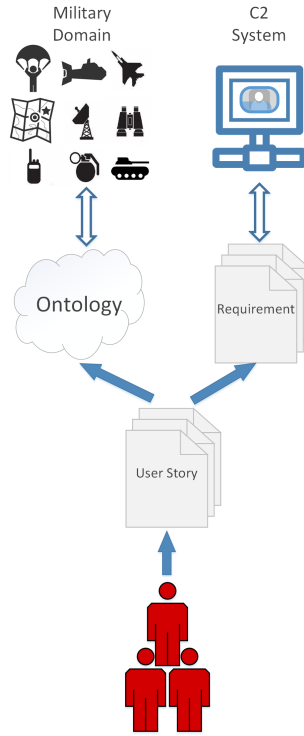 Military
Domain
C2
System
Ontology
Requirement
User Story